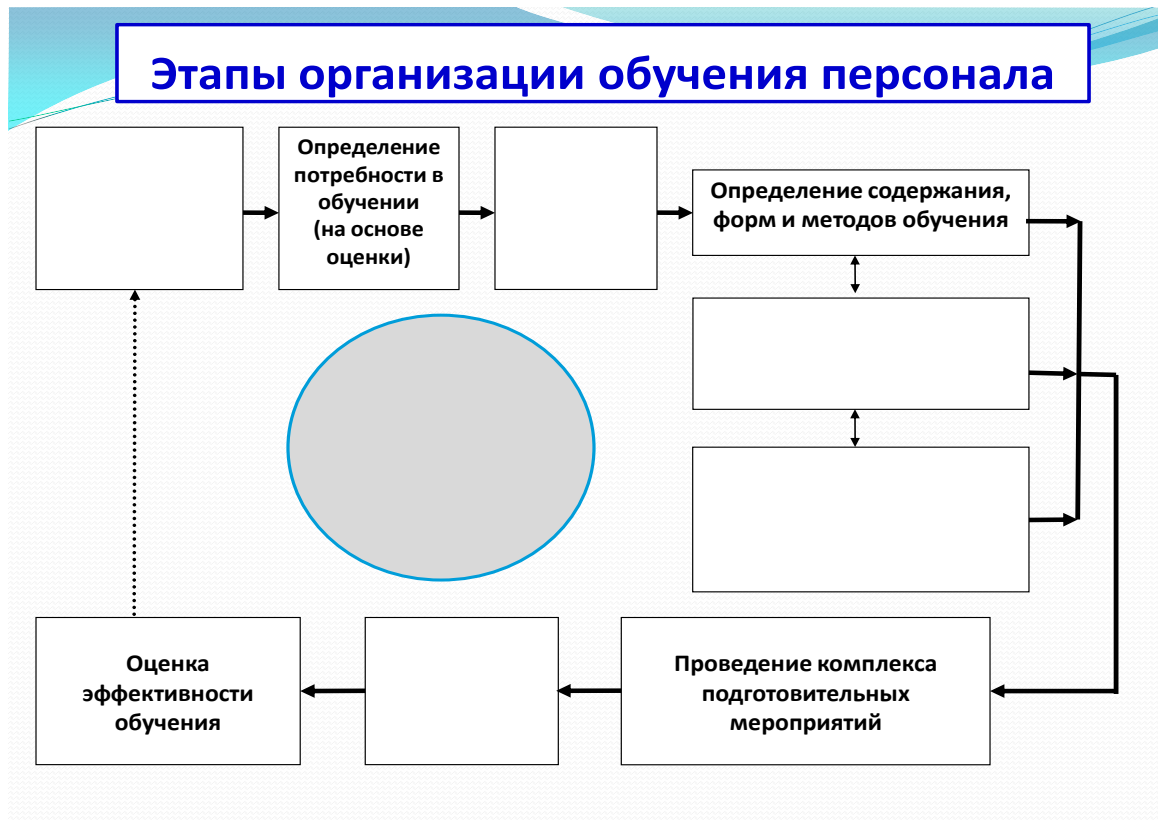 Этапы организации обучения персонала
Определение
потребности в
обучении
(на основе
оценки)
Определение содержания,
форм и методов обучения
Оценка
эффективности
обучения
Проведение комплекса
подготовительных
мероприятий